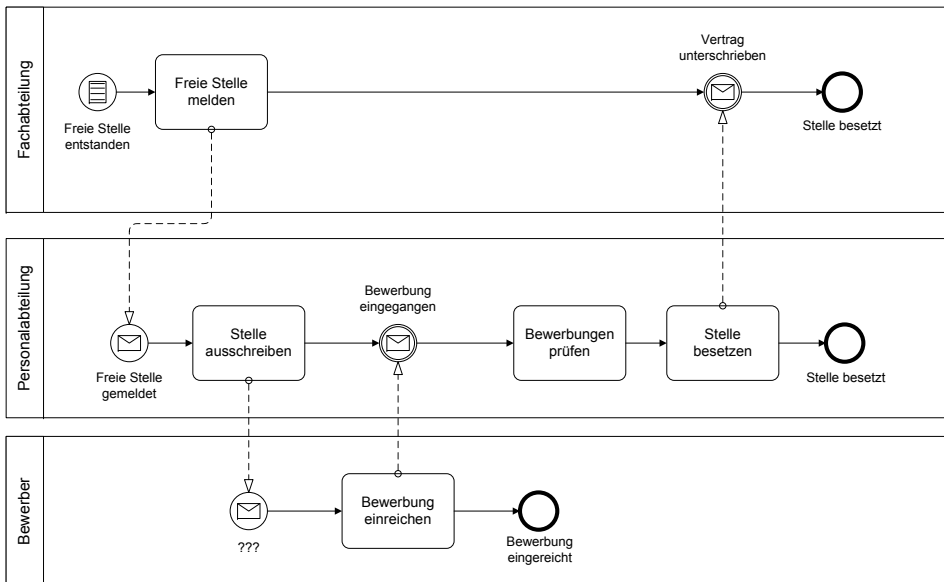 Fachabteilung
Freie Stelle
entstanden
Freie Stelle
melden
Vertrag
unterschrieben
Stelle besetzt
Personalabteilung
Freie Stelle
gemeldet
Stelle
ausschreiben
Bewerbung
eingegangen
Bewerbungen
prüfen
Stelle
besetzen
Stelle besetzt
Bewerber
???
Bewerbung
einreichen
Bewerbung
eingereicht